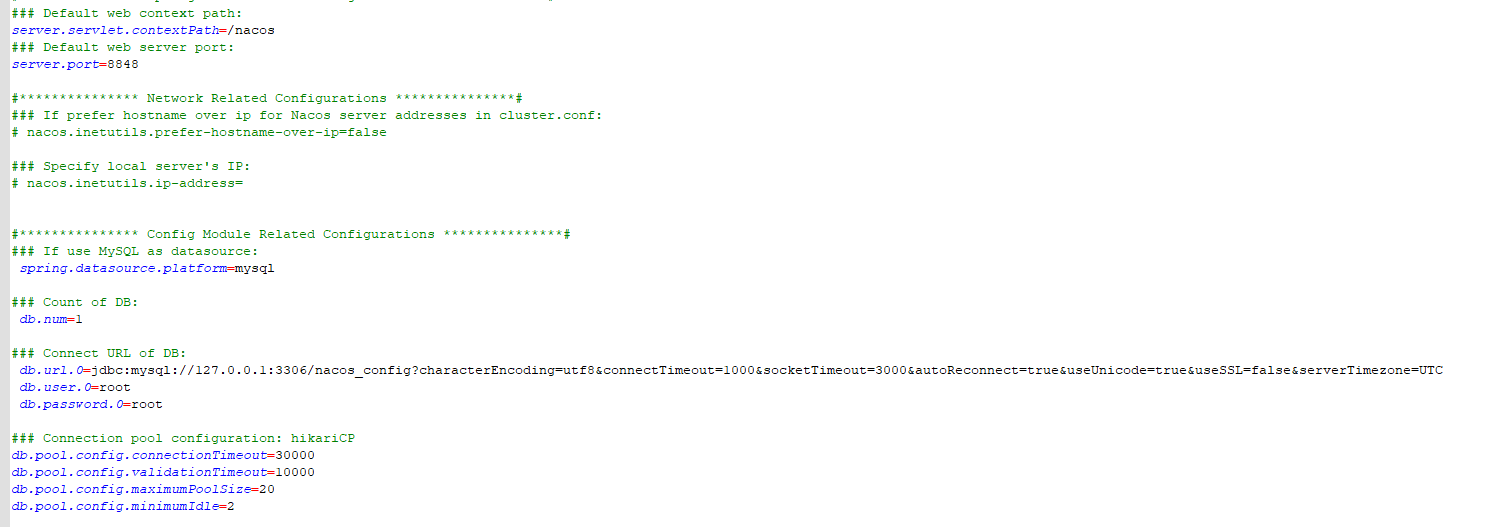 ### Default web context path:
server.servlet.contextPath=/nacos
### Default web server port:
server.port=8848
#*************** Network Related Configurations ***************#
### If prefer hostname over ip for Nacos server addresses in cluster.conf:
# nacos.inetutils.prefer-hostname-over-ip=false
### Specify local server's IP:
# nacos.inetutils.ip-address=
#*************** Config Module Related Configurations ***************#
### If use MySQL as datasource:
spring.datasource.platform=mysql
### Count of DB:
db.num=1
### Connect URL of DB:
db.url.0=jdbc:mysql://127.0.0.1:3306/nacos_config?characterEncoding=utf8&connectTimeout=1000&socketTimeout=3000&autoReconnect=true&useUnicode=true&useSSL=false&serverTimezone=UTC
db.user.0=root
db.password.0=root
### Connection pool configuration: hikariCP
db.pool.config.connectionTimeout=30000
db.pool.config.validationTimeout=10000
db.pool.config.maximumPoolSize=20
db.pool.config.minimumIdle=2